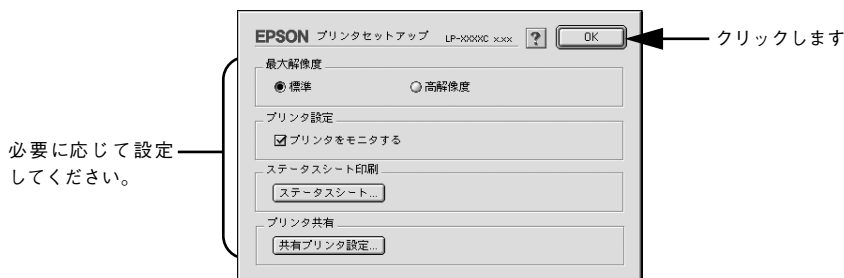 EPSON プリンタセットアップ LP-XXXXC x.xx ? OK
クリックします
最大解像度
標準 高解像度
プリンタ設定
プリンタをモニタする
必要に応じて設定
してください。
ステータスシート印刷
ステータスシート...
プリンタ共有
共有プリンタ設定...